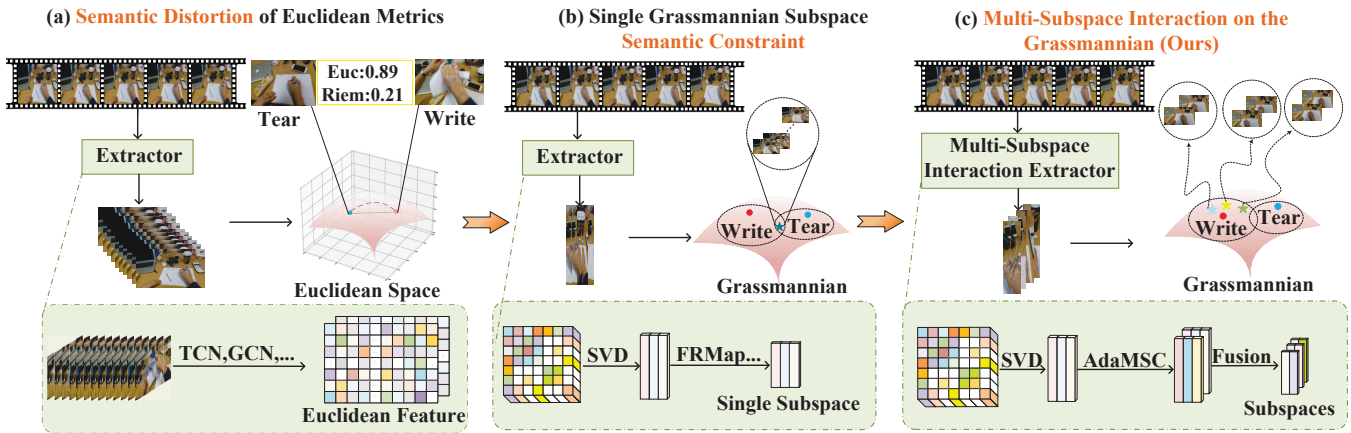 (a) Semantic Distortion of Euclidean Metrics
Euc:0.89
Riem:0.21
Tear
Write
Extractor
Euclidean Space
TCN,GCN,...
Euclidean Feature
(b) Single Grassmannian Subspace
Semantic Constraint
Extractor
Write
Tear
Grassmannian
SVD
FRMap...
Single Subspace
(c) Multi-Subspace Interaction on the
Grassmannian (Ours)
Multi-Subspace
Interaction Extractor
Write
Tear
Grassmannian
SVD
AdaMSC
Fusion
Subspaces